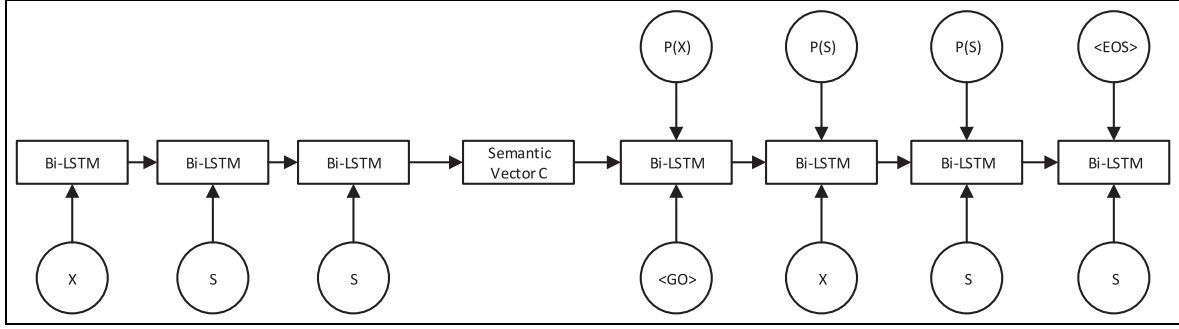 P(X)
P(S)
P(S)
<EOS>
Bi-LSTM
Bi-LSTM
Bi-LSTM
Semantic
Vector C
Bi-LSTM
Bi-LSTM
Bi-LSTM
Bi-LSTM
X
S
S
<GO>
X
S
S